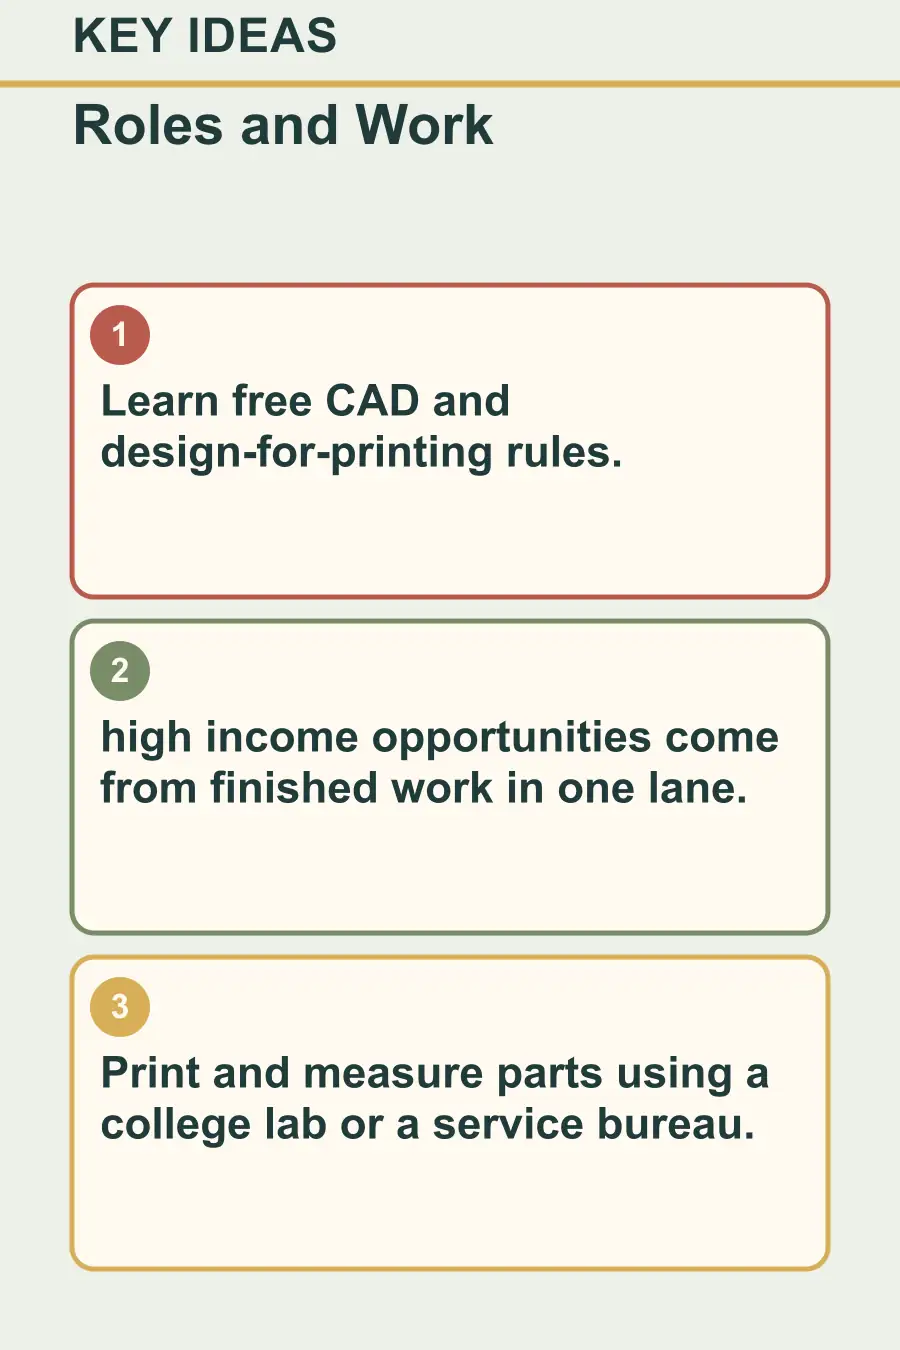 KEY IDEAS
Roles and Work
1
Learn free CAD and
design-for-printing rules.
2
high income opportunities come
from finished work in one lane.
3
Print and measure parts using a
college lab or a service bureau.